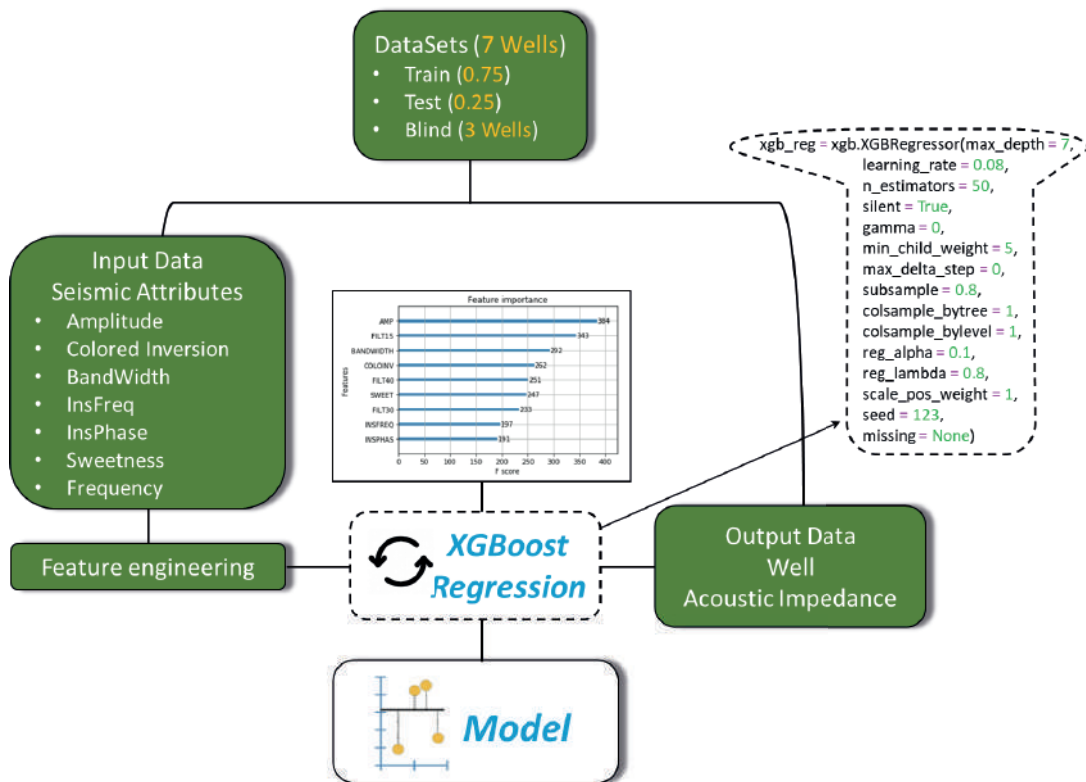 DataSets (7 Wells)
• Train (0.75)
• Test (0.25)
• Blind (3 Wells)
xgb_reg = xgb.XGBRegressor(max_depth = 7,
learning_rate = 0.08,
n_estimators = 50,
silent = True,
gamma = 0,
min_child_weight = 5,
max_delta_step = 0,
subsample = 0.8,
colsample_bytree = 1,
colsample_bylevel = 1,
reg_alpha = 0.1,
reg_lambda = 0.8,
scale_pos_weight = 1,
seed = 123,
missing = None)
Input Data
Seismic Attributes
• Amplitude
• Colored Inversion
• BandWidth
• InsFreq
• InsPhase
• Sweetness
• Frequency
Feature importance
Features
AMP 384
FILT15 343
BANDWIDTH 292
COLOINV 262
FILT40 251
SWEET 247
FILT30 233
INSFREQ 197
INSPHAS 191
0 50 100 150 200 250 300 350 400
F score
Feature engineering
XGBoost
Regression
Output Data
Well
Acoustic Impedance
Model